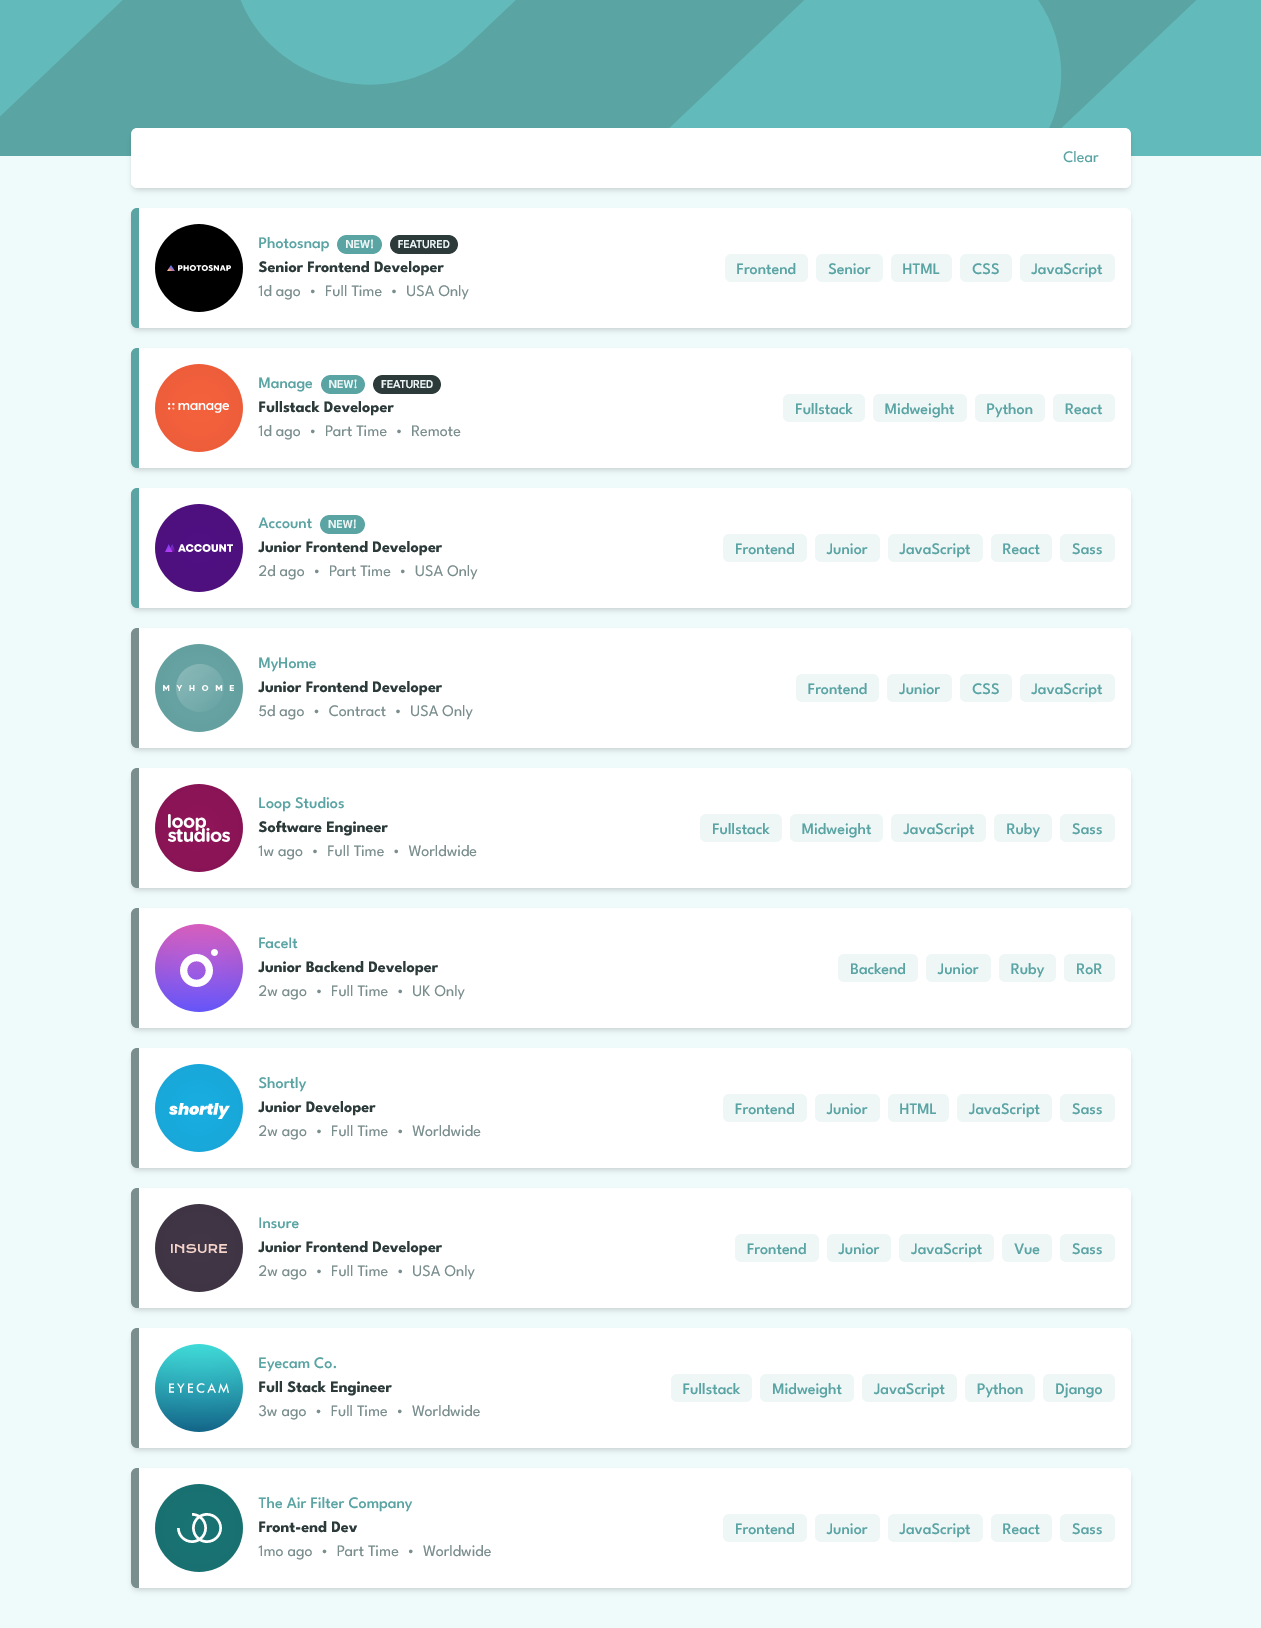 Clear
PHOTOSNAP
Photosnap NEW! FEATURED
Senior Frontend Developer
1d ago • Full Time • USA Only
Frontend Senior HTML CSS JavaScript
manage
Manage NEW! FEATURED
Fullstack Developer
1d ago • Part Time • Remote
Fullstack Midweight Python React
ACCOUNT
Account NEW!
Junior Frontend Developer
2d ago • Part Time • USA Only
Frontend Junior JavaScript React Sass
MYHOME
MyHome
Junior Frontend Developer
5d ago • Contract • USA Only
Frontend Junior CSS JavaScript
loop
studios
Loop Studios
Software Engineer
1w ago • Full Time • Worldwide
Fullstack Midweight JavaScript Ruby Sass
FaceIt
Junior Backend Developer
2w ago • Full Time • UK Only
Backend Junior Ruby RoR
shortly
Shortly
Junior Developer
2w ago • Full Time • Worldwide
Frontend Junior HTML JavaScript Sass
INSURE
Insure
Junior Frontend Developer
2w ago • Full Time • USA Only
Frontend Junior JavaScript Vue Sass
EYECAM
Eyecam Co.
Full Stack Engineer
3w ago • Full Time • Worldwide
Fullstack Midweight JavaScript Python Django
The Air Filter Company
Front-end Dev
1mo ago • Part Time • Worldwide
Frontend Junior JavaScript React Sass